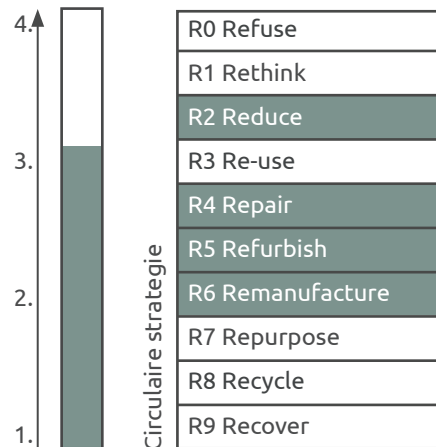 4.
3.
2.
1.
Circulaire strategie
R0 Refuse
R1 Rethink
R2 Reduce
R3 Re-use
R4 Repair
R5 Refurbish
R6 Remanufacture
R7 Repurpose
R8 Recycle
R9 Recover